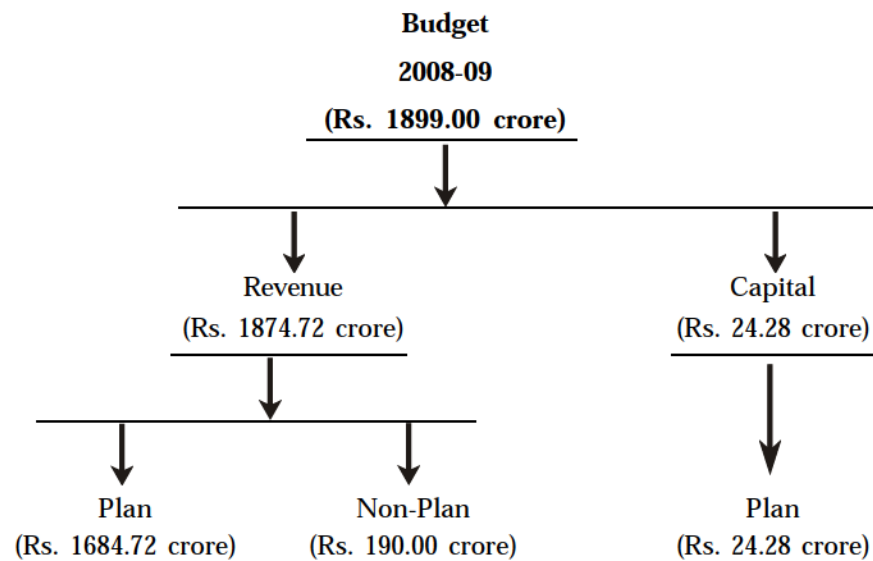 Budget
2008-09
(Rs. 1899.00 crore)
Revenue
(Rs. 1874.72 crore)
Capital
(Rs. 24.28 crore)
Plan
(Rs. 1684.72 crore)
Non-Plan
(Rs. 190.00 crore)
Plan
(Rs. 24.28 crore)